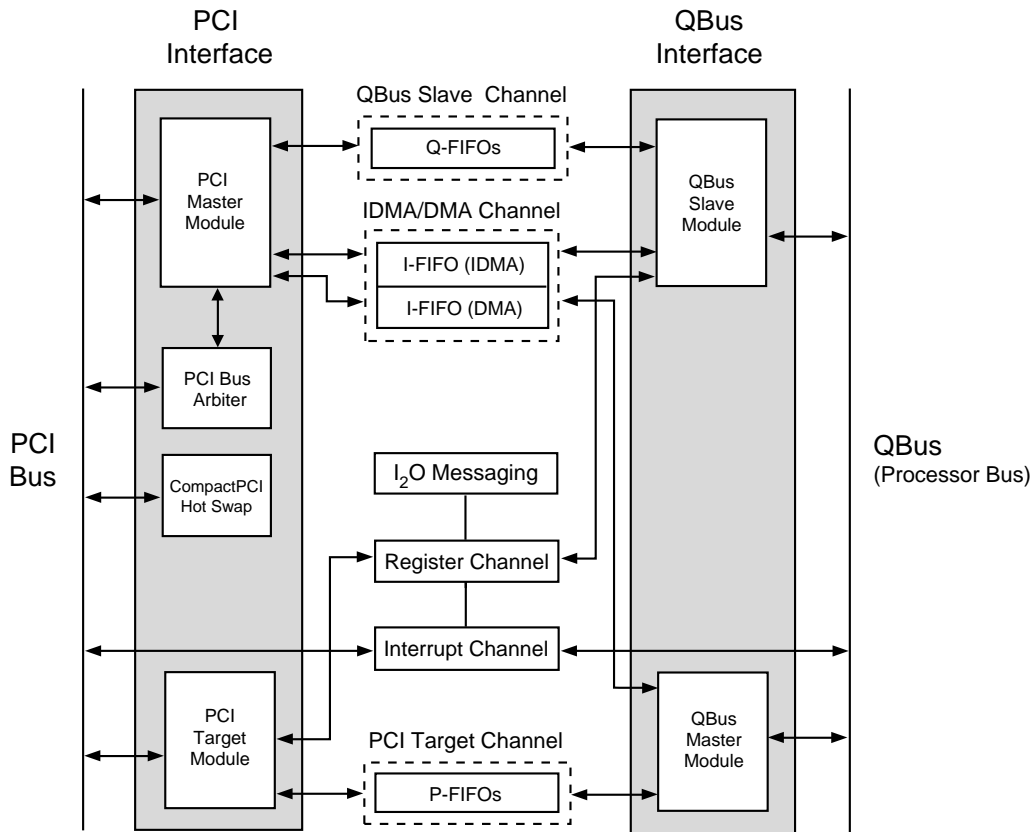 PCI
Interface
QBus
Interface
QBus Slave Channel
Q-FIFOs
PCI
Master
Module
QBus
Slave
Module
IDMA/DMA Channel
I-FIFO (IDMA)
I-FIFO (DMA)
PCI Bus
Arbiter
PCI
Bus
QBus
(Processor Bus)
CompactPCI
Hot Swap
I2O Messaging
Register Channel
Interrupt Channel
PCI
Target
Module
QBus
Master
Module
PCI Target Channel
P-FIFOs